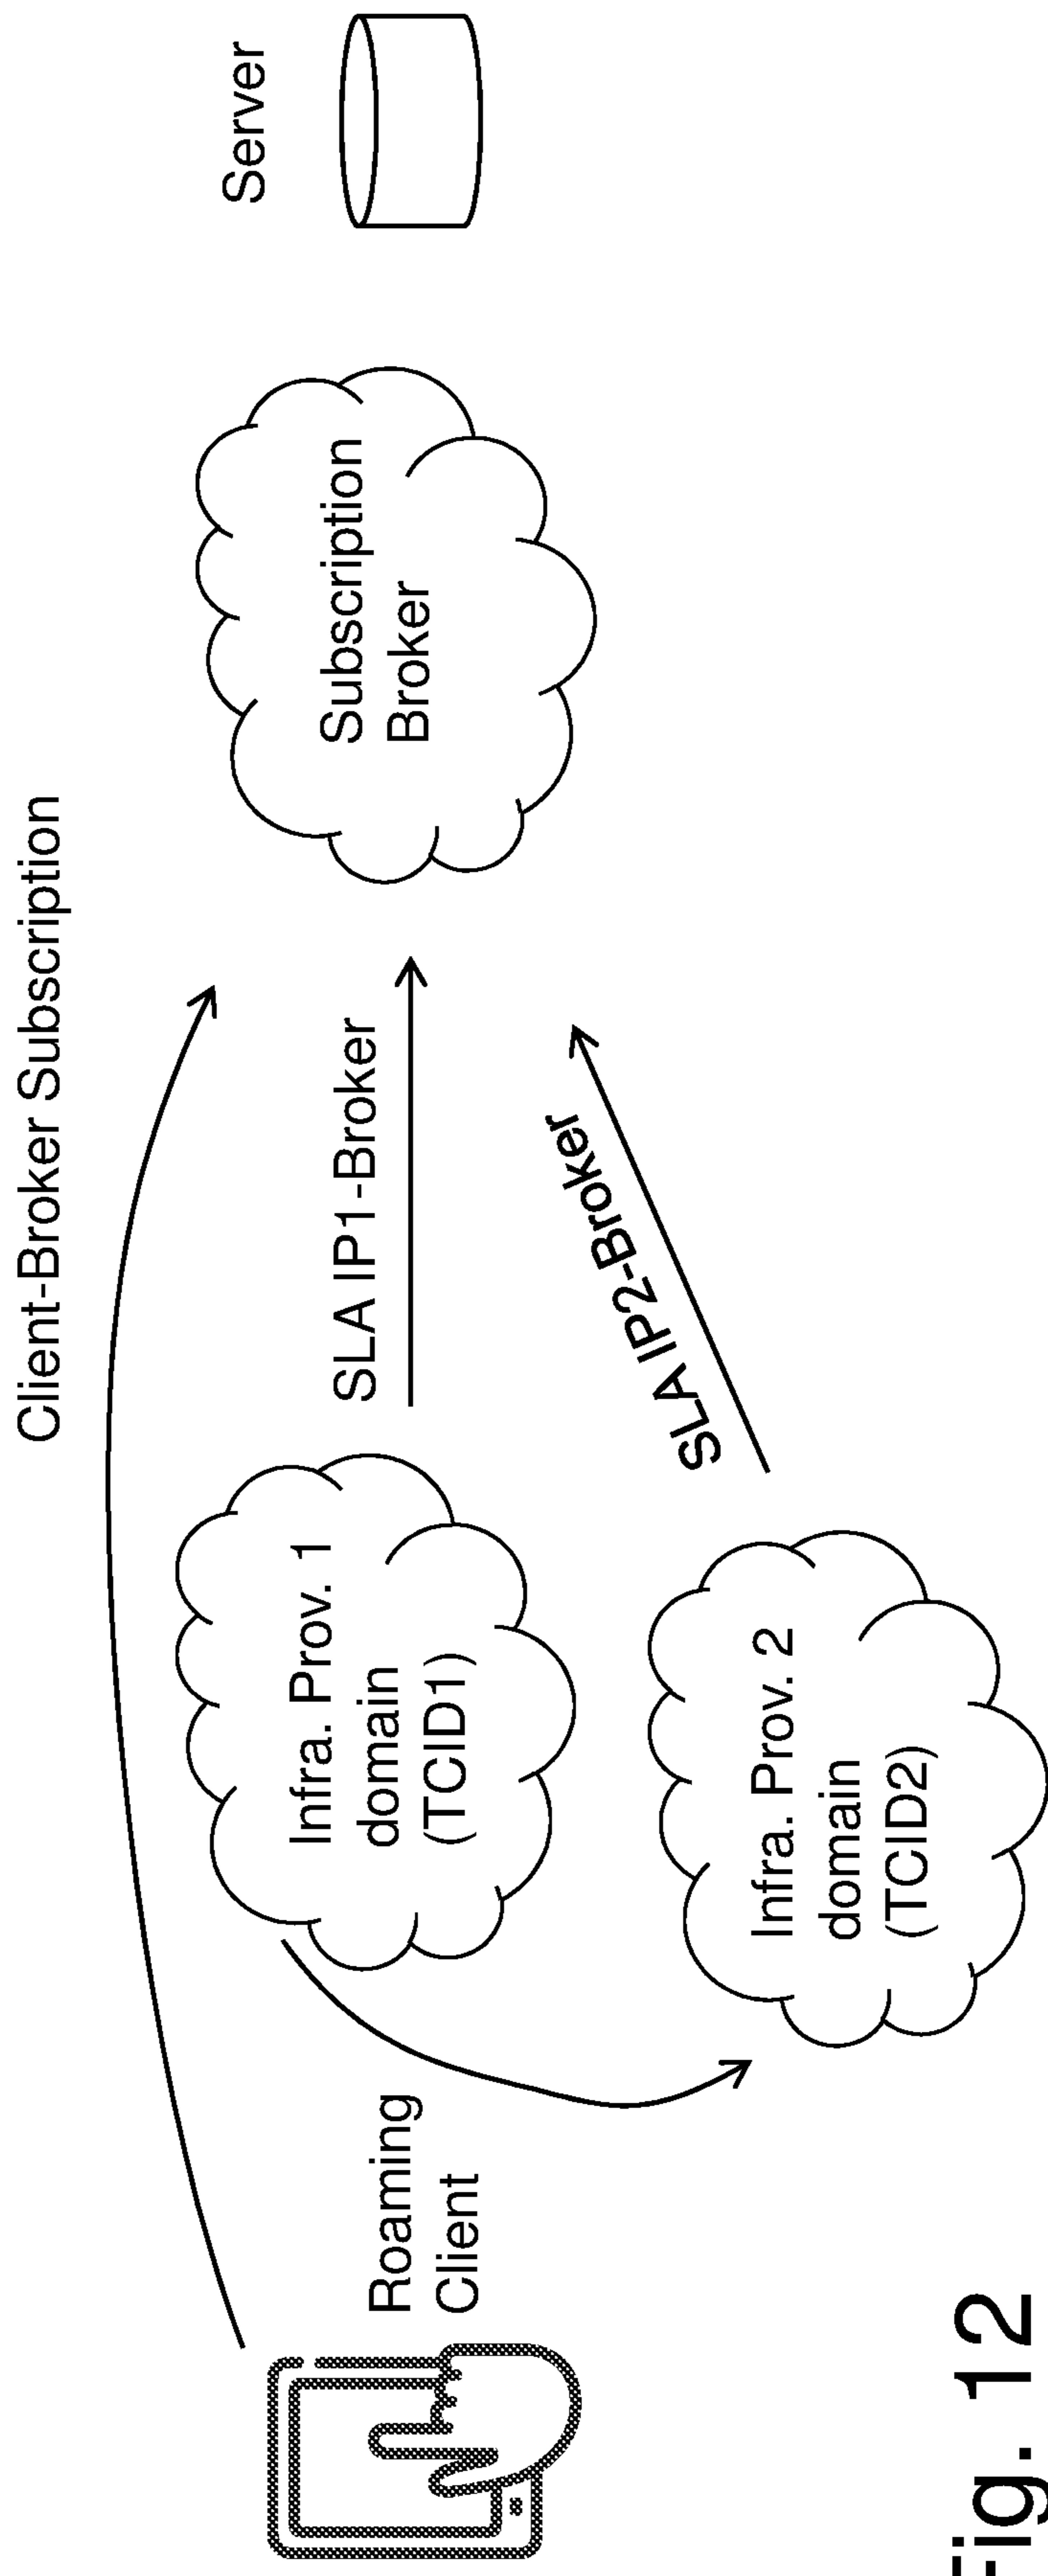 Client-Broker Subscription
Server
Subscription
Broker
SLA IP1-Broker
SLA IP2-Broker
Infra. Prov. 1
domain
(TCID1)
Infra. Prov. 2
domain
(TCID2)
Roaming
Client
Fig. 12